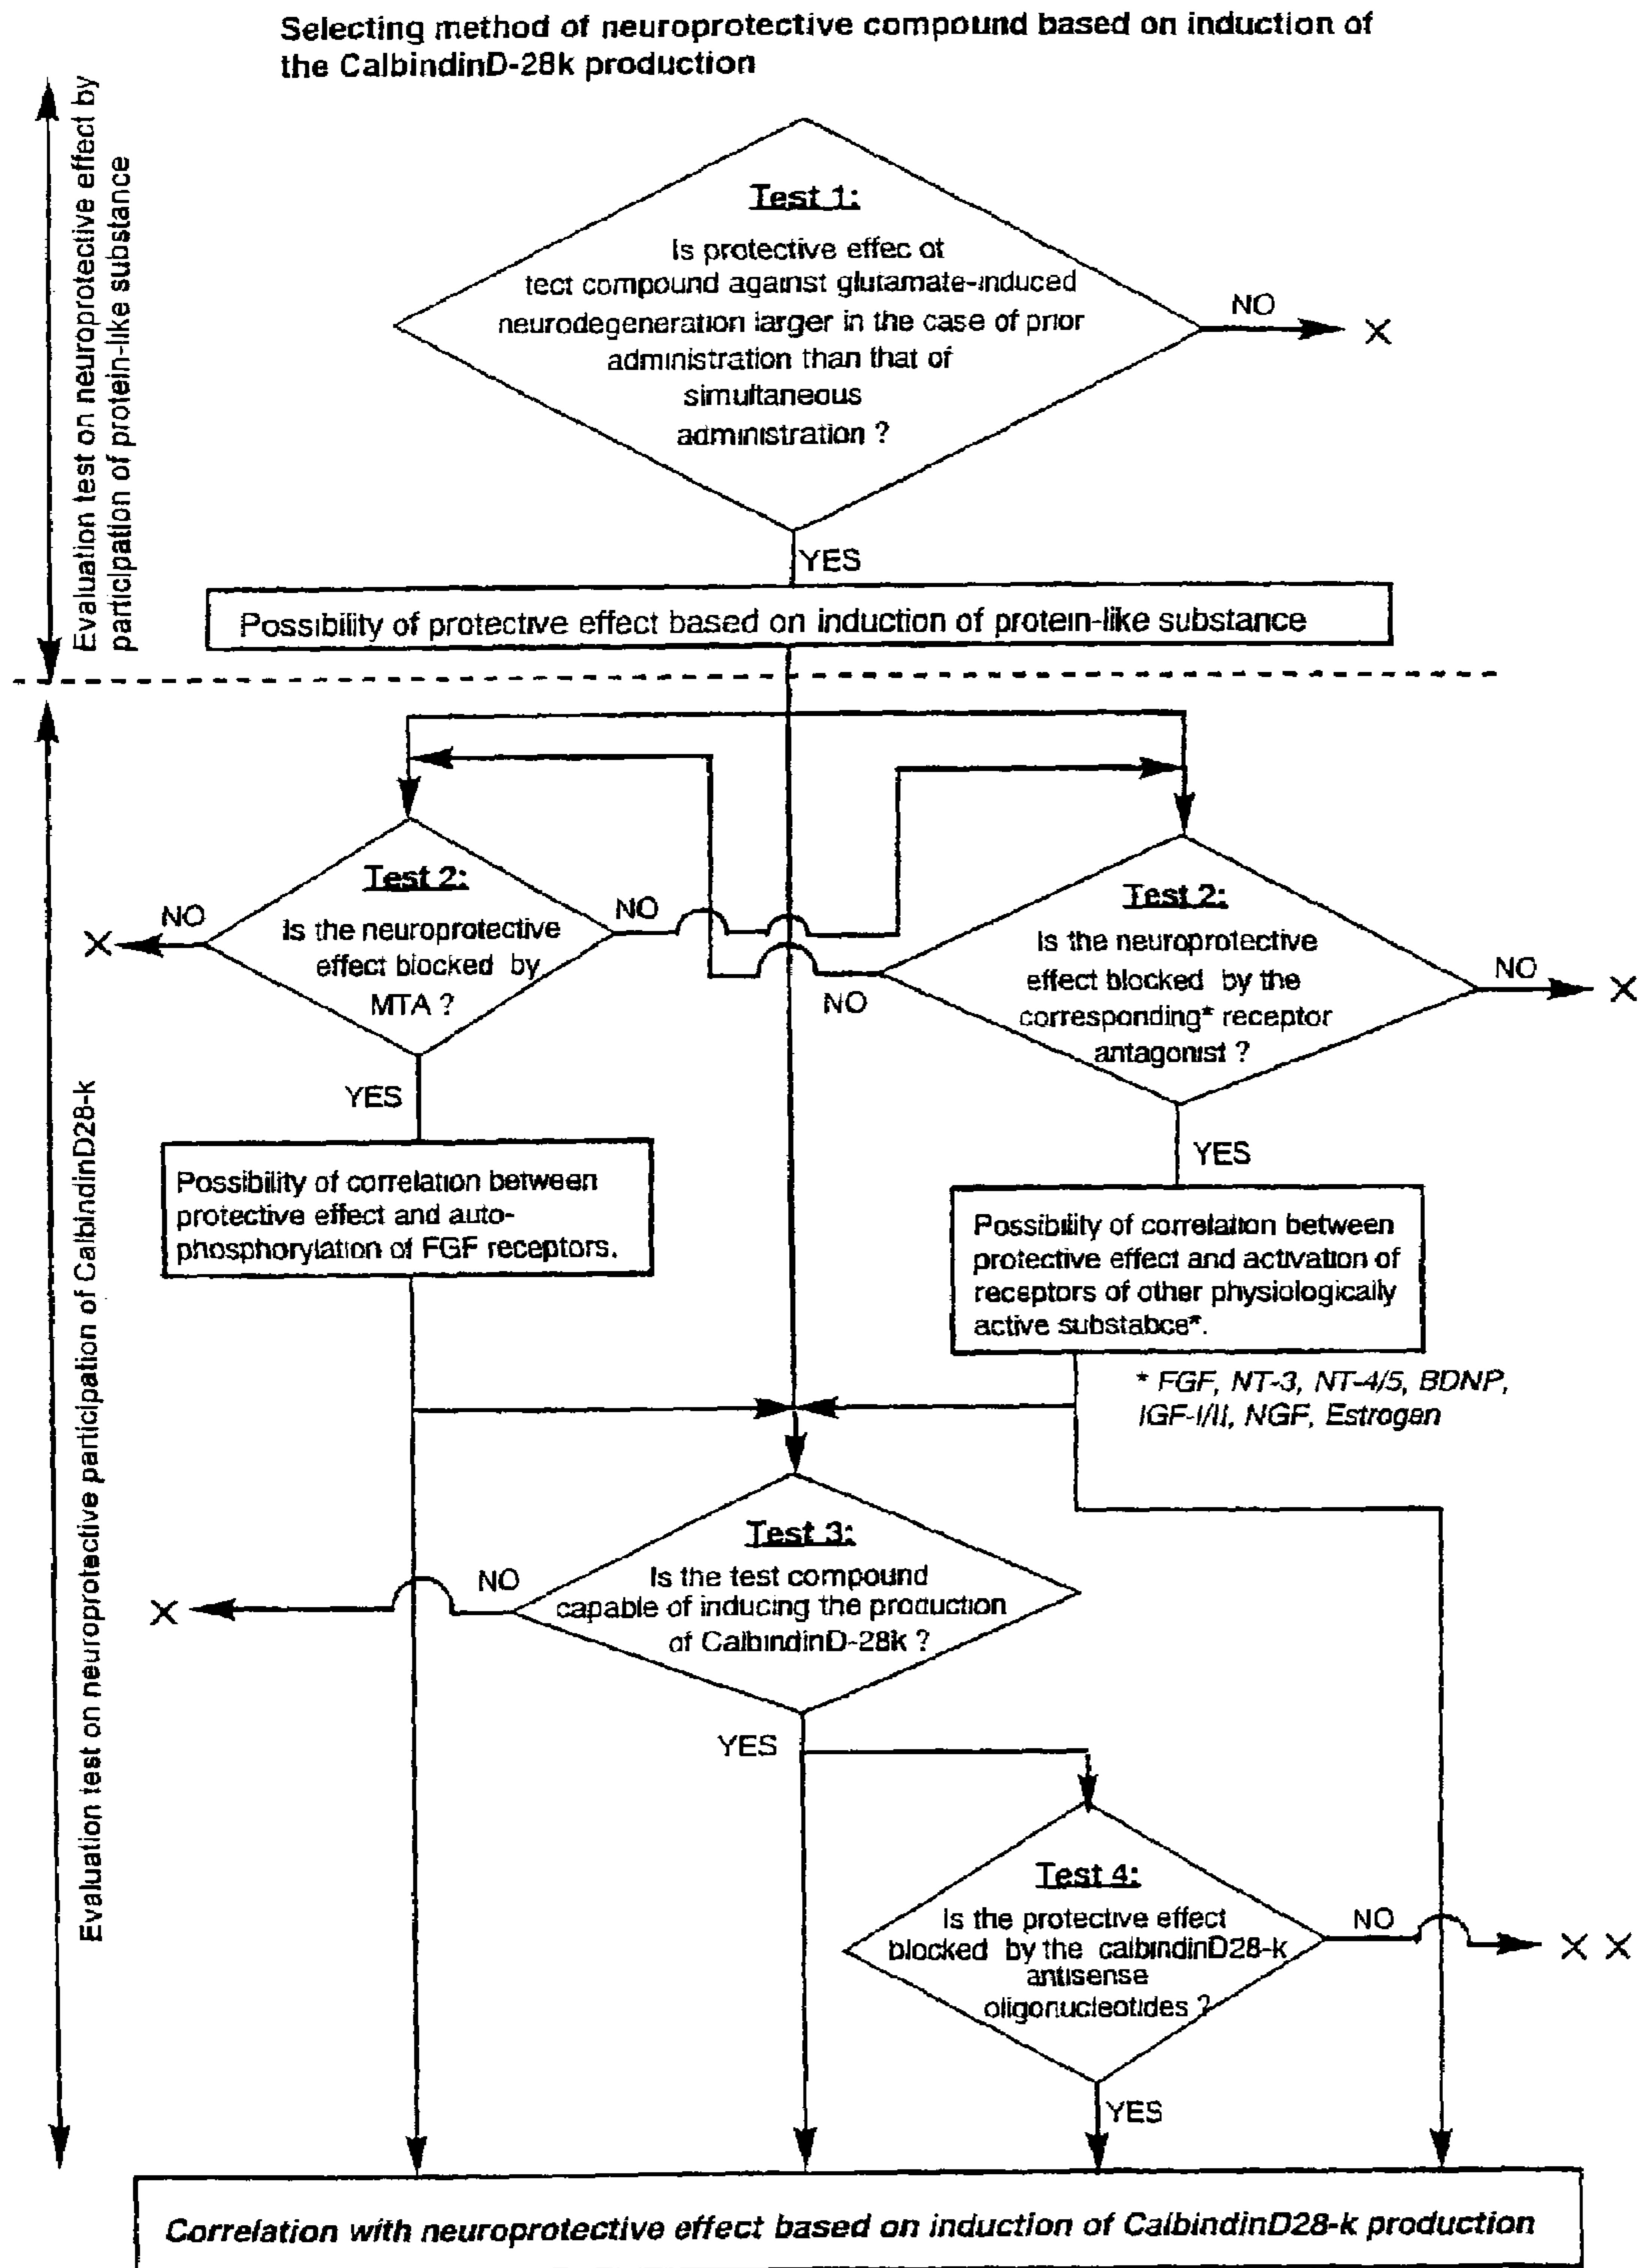 Selecting method of neuroprotective compound based on induction of
the CalbindinD-28k production
Evaluation test on neuroprotective effect by
participation of protein-like substance
Test 1:
Is protective effec of
tect compound against glutamate-induced
neurodegeneration larger in the case of prior
administration than that of
simultaneous
administration ?
NO
X
YES
Possibility of protective effect based on induction of protein-like substance
Evaluation test on neuroprotective participation of CalbindinD28-k
Test 2:
Is the neuroprotective
effect blocked by
MTA ?
NO
X
NO
YES
Test 2:
Is the neuroprotective
effect blocked by the
corresponding* receptor
antagonist ?
NO
NO
X
YES
Possibility of correlation between
protective effect and auto-
phosphorylation of FGF receptors.
Possibility of correlation between
protective effect and activation of
receptors of other physiologically
active substabce*.
* FGF, NT-3, NT-4/5, BDNP,
IGF-I/II, NGF, Estrogen
Test 3:
Is the test compound
capable of inducing the production
of CalbindinD-28k ?
NO
X
YES
Test 4:
Is the protective effect
blocked by the calbindinD28-k
antisense
oligonucleotides ?
NO
X X
YES
Correlation with neuroprotective effect based on induction of CalbindinD28-k production